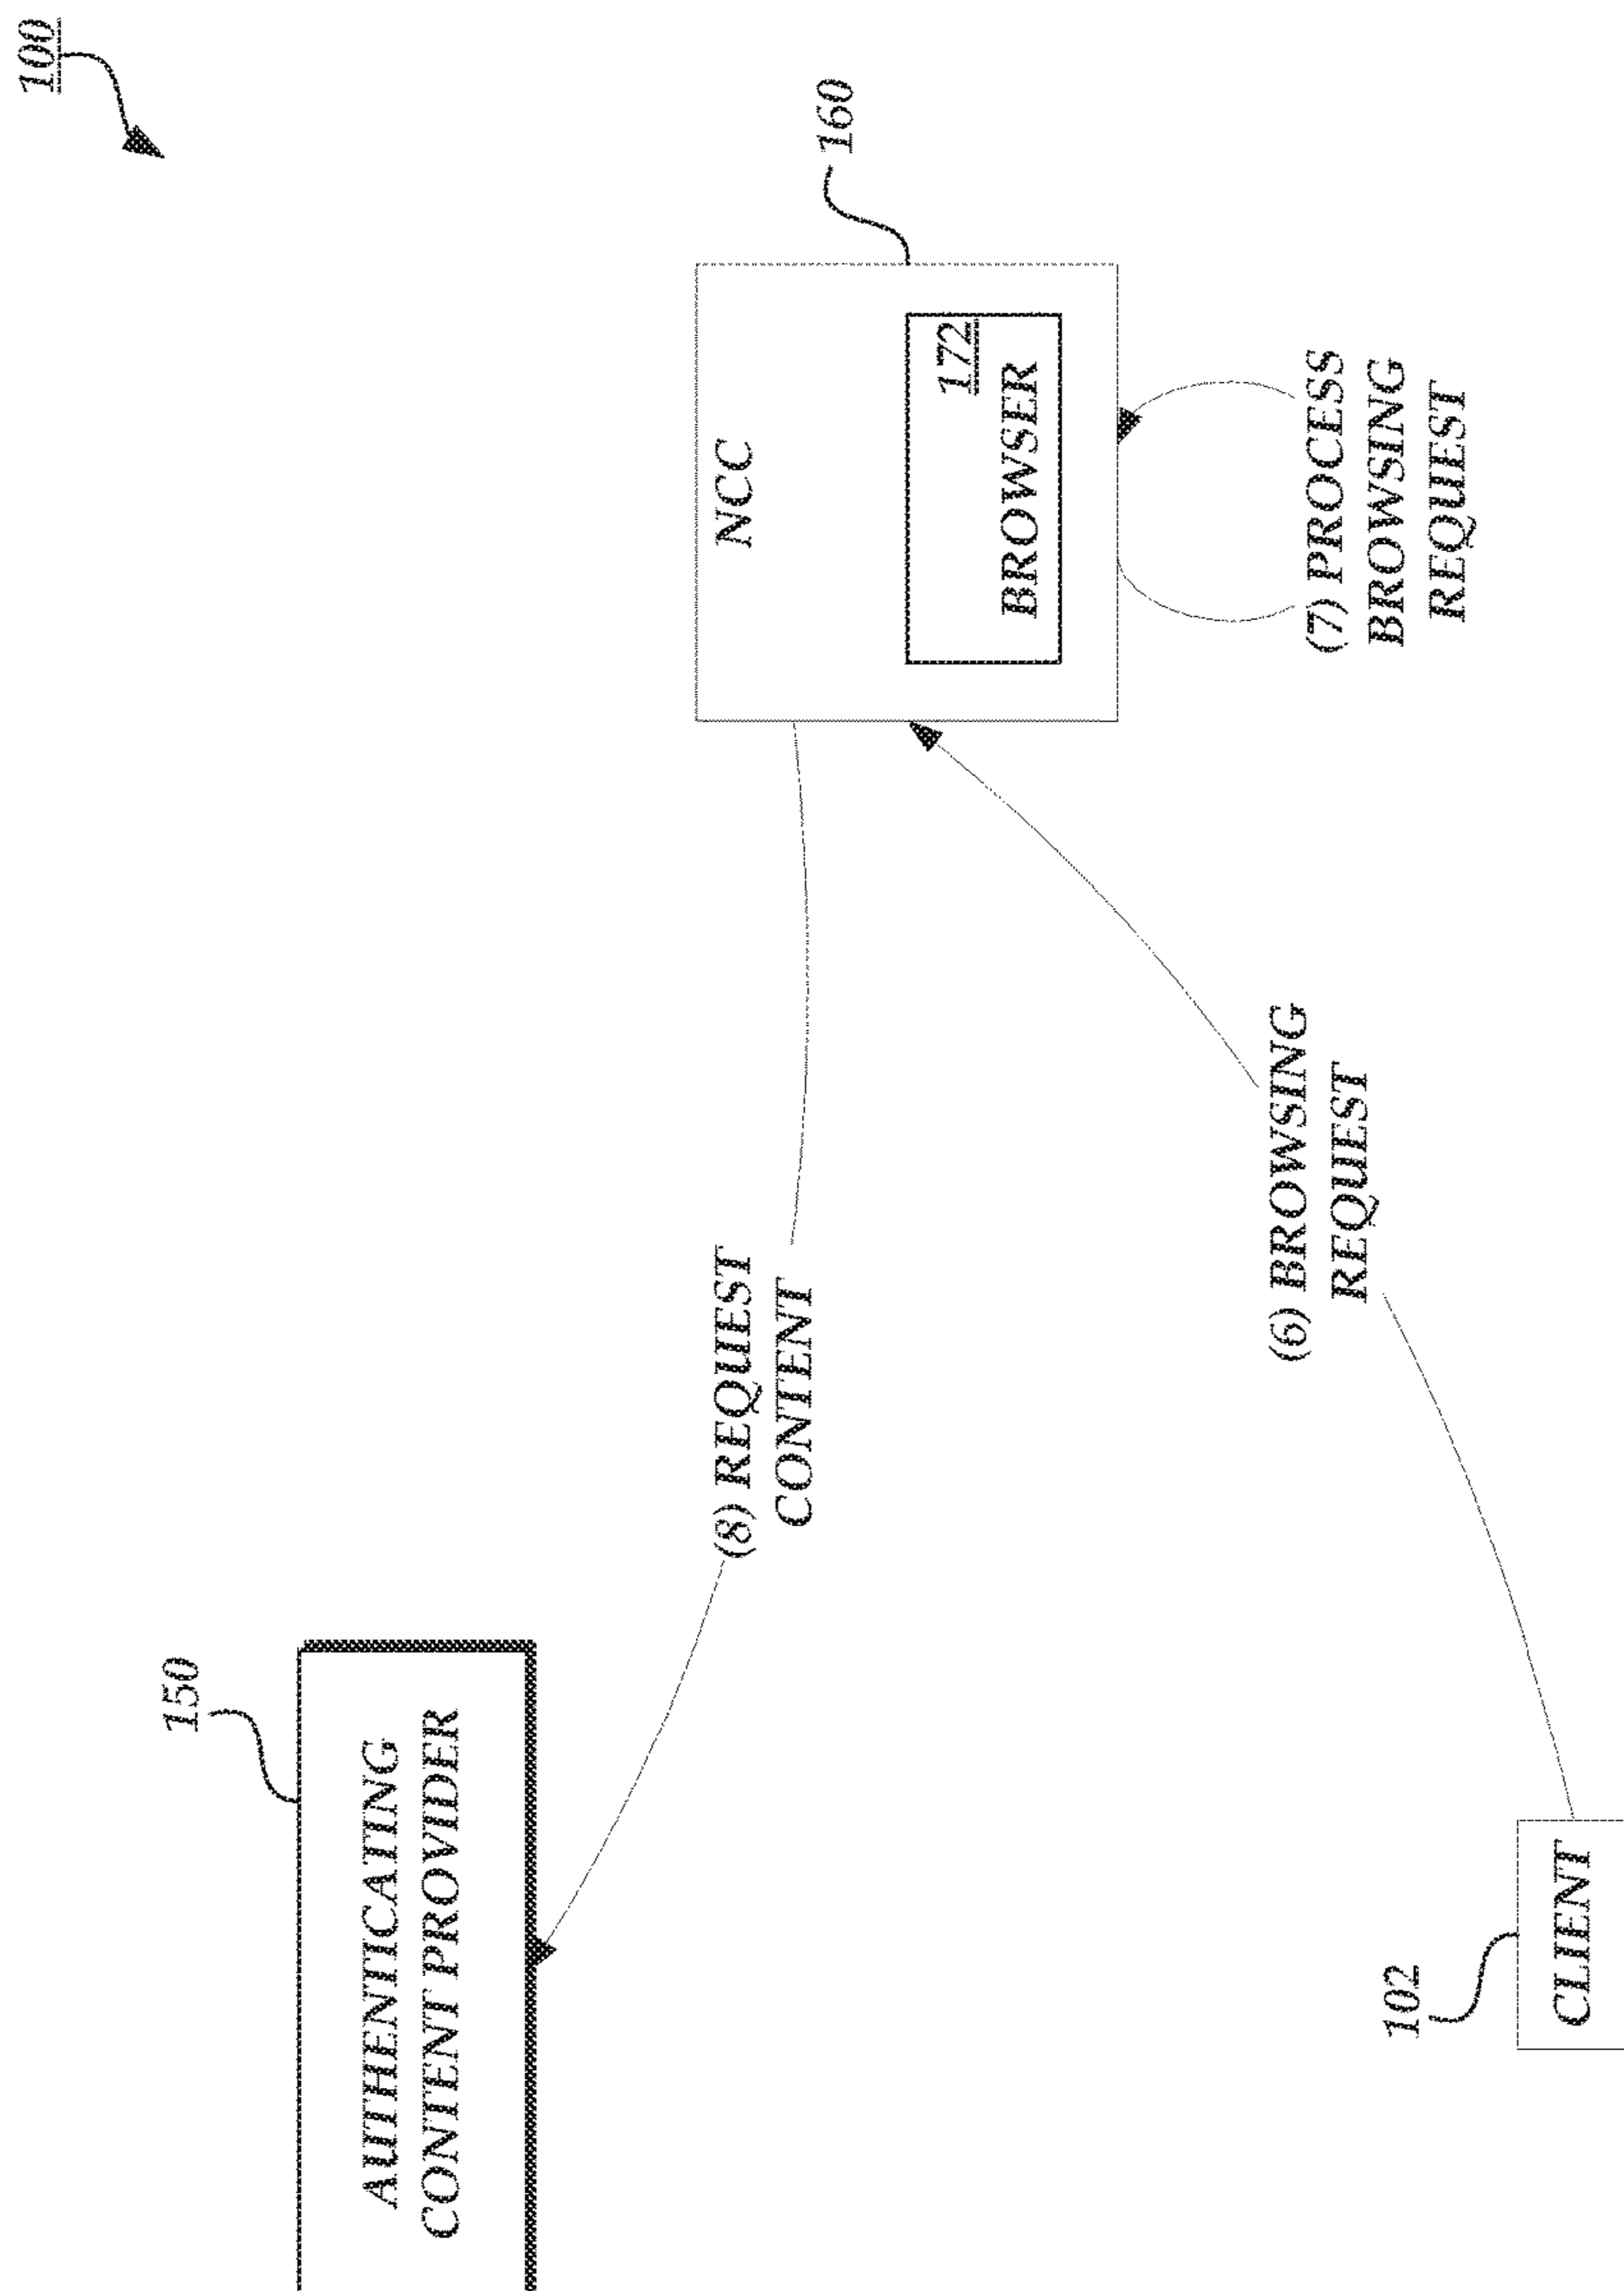 100
150
AUTHENTICATING
CONTENT PROVIDER
160
NCC
172
BROWSER
(8) REQUEST
CONTENT
(7) PROCESS
BROWSING
REQUEST
(6) BROWSING
REQUEST
102
CLIENT